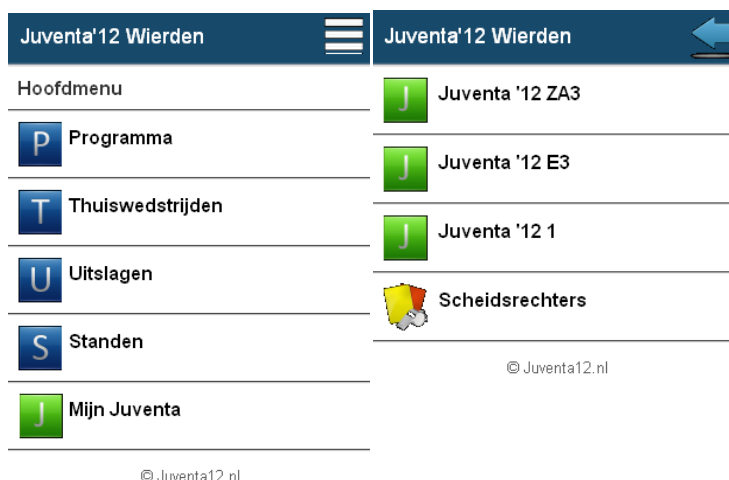 Juventa'12 Wierden
Hoofdmenu
P Programma
T Thuiswedstrijden
U Uitslagen
S Standen
J Mijn Juventa
© Juventa12.nl
Juventa'12 Wierden
J Juventa '12 ZA3
J Juventa '12 E3
J Juventa '12 1
Scheidsrechters
© Juventa12.nl